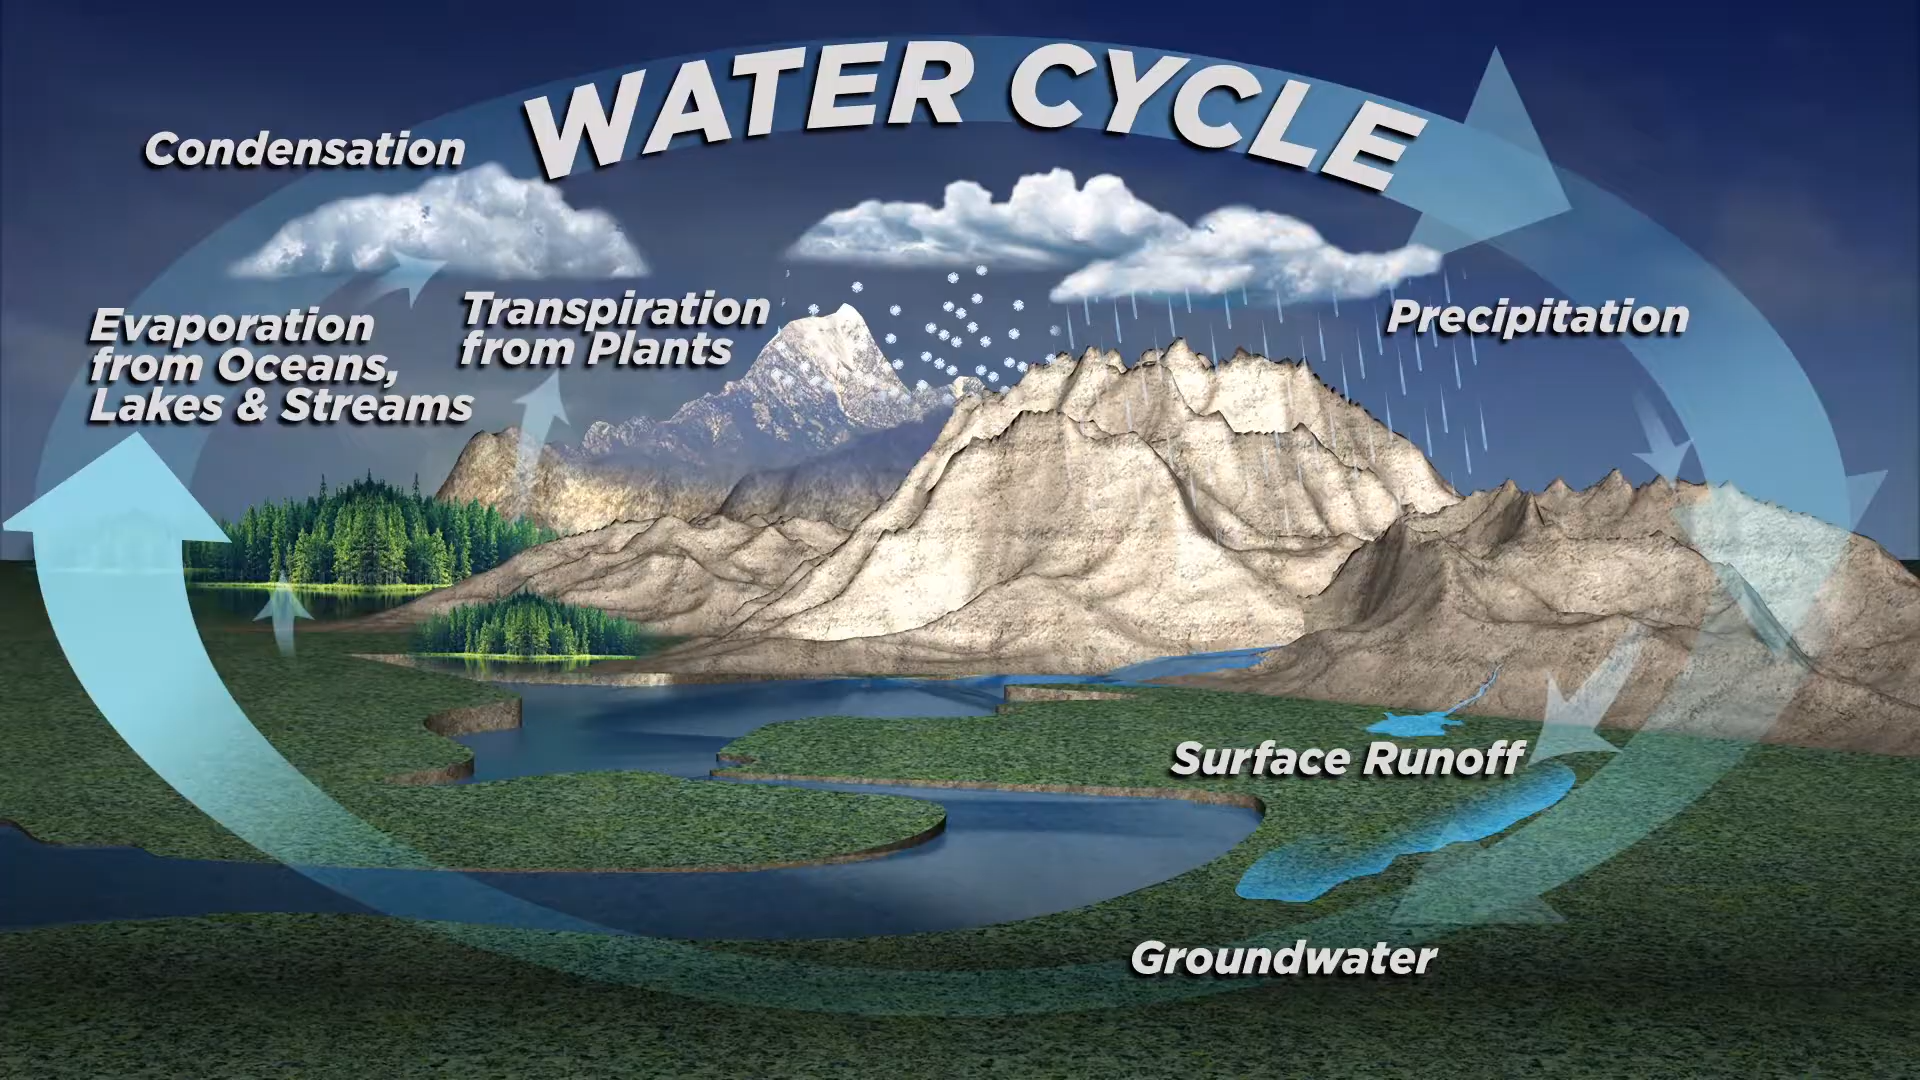 WATER CYCLE
Condensation
Evaporation
from Oceans,
Lakes & Streams
Transpiration
from Plants
Precipitation
Surface Runoff
Groundwater